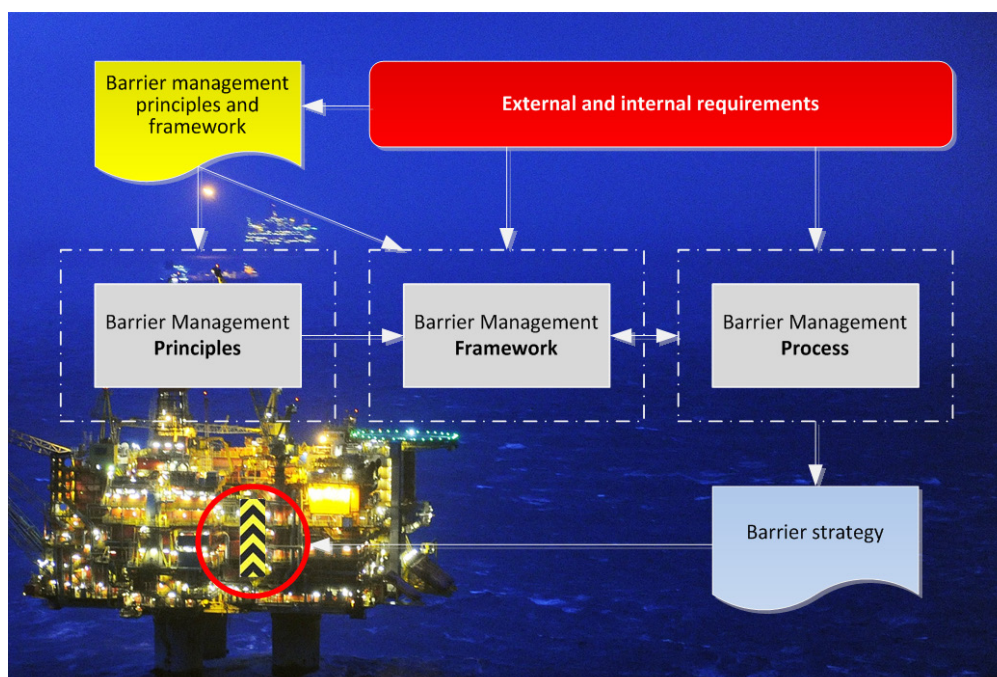 Barrier management
principles and
framework
External and internal requirements
Barrier Management
Principles
Barrier Management
Framework
Barrier Management
Process
Barrier strategy